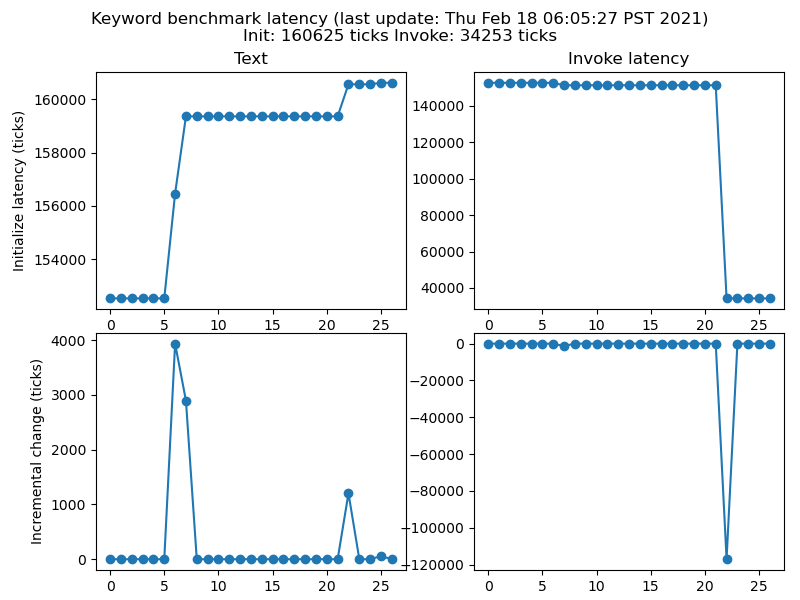 Keyword benchmark latency (last update: Thu Feb 18 06:05:27 PST 2021)
Init: 160625 ticks Invoke: 34253 ticks
Text
Initialize latency (ticks)
160000
158000
156000
154000
0 5 10 15 20 25
Invoke latency
140000
120000
100000
80000
60000
40000
0 5 10 15 20 25
Incremental change (ticks)
4000
3000
2000
1000
0
0 5 10 15 20 25
0
−20000
−40000
−60000
−80000
−100000
−120000
0 5 10 15 20 25